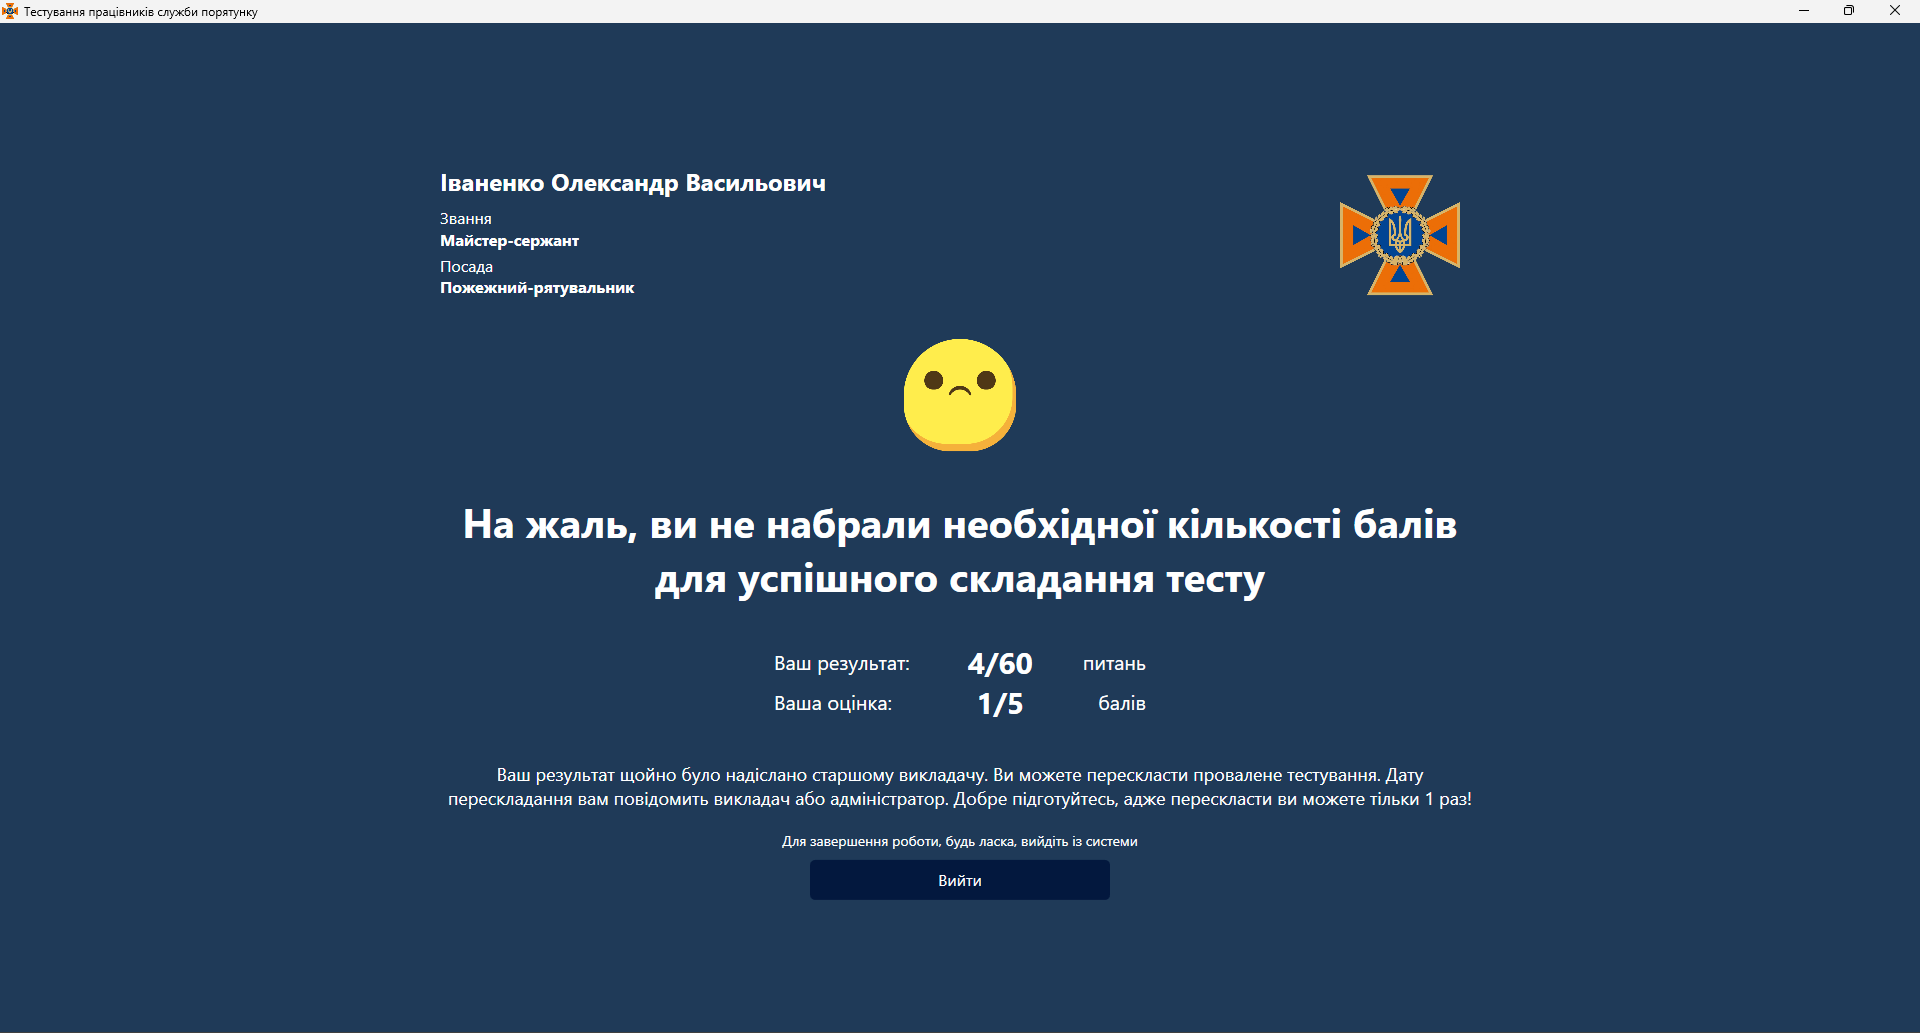 Тестування працівників служби порятунку
Іваненко Олександр Васильович
Звання
Майстер-сержант
Посада
Пожежний-рятувальник
На жаль, ви не набрали необхідної кількості балів
для успішного складання тесту
Ваш результат: 4/60 питань
Ваша оцінка: 1/5 балів
Ваш результат щойно було надіслано старшому викладачу. Ви можете перескласти провалене тестування. Дату
перескладання вам повідомить викладач або адміністратор. Добре підготуйтесь, адже перескласти ви можете тільки 1 раз!
Для завершення роботи, будь ласка, вийдіть із системи
Вийти